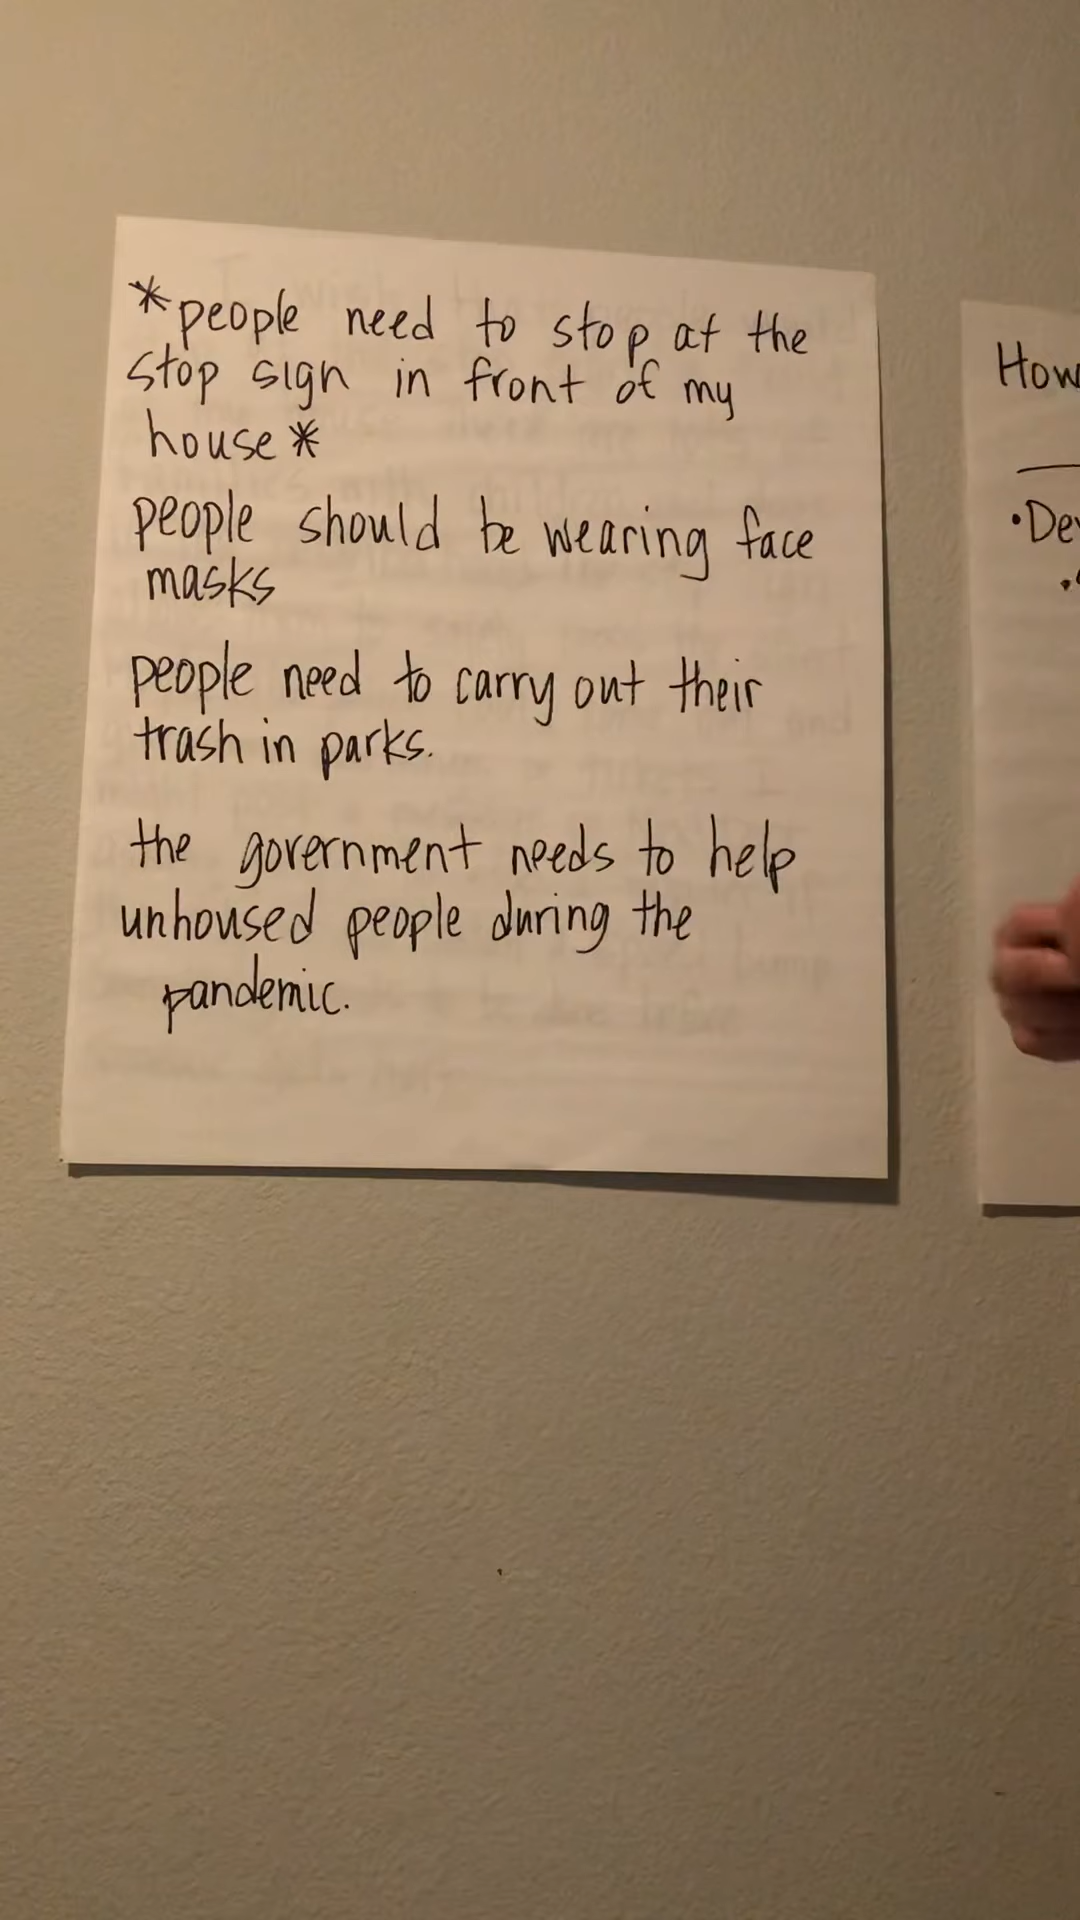 *people need to stop at the
stop sign in front of my
house*
people should be wearing face
masks
people need to carry out their
trash in parks.
the government needs to help
unhoused people during the
pandemic.
How
•Dev